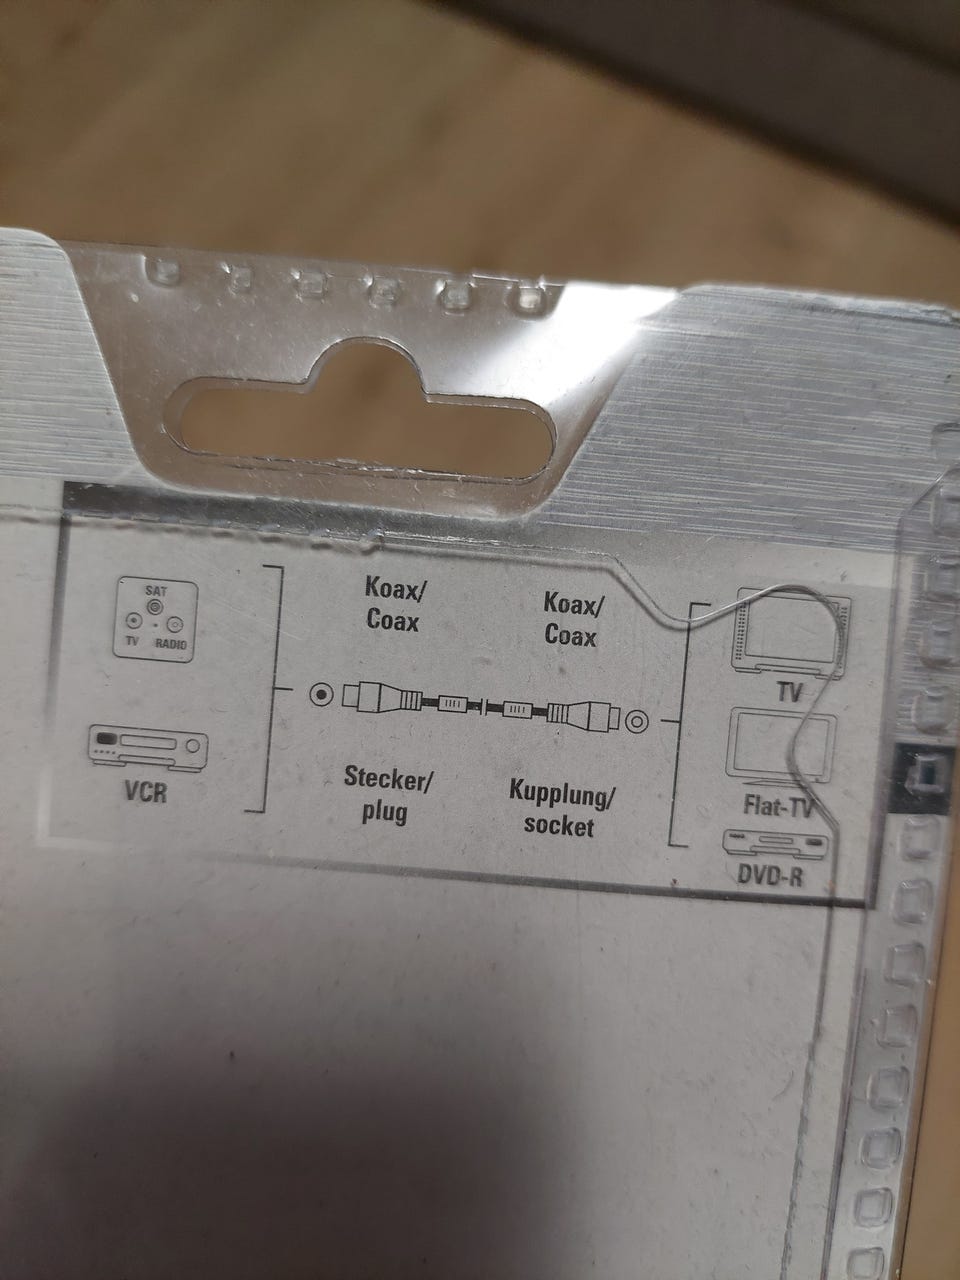 SAT
TV RADIO
VCR
Koax/
Coax
Koax/
Coax
Stecker/
plug
Kupplung/
socket
TV
Flat-TV
DVD-R